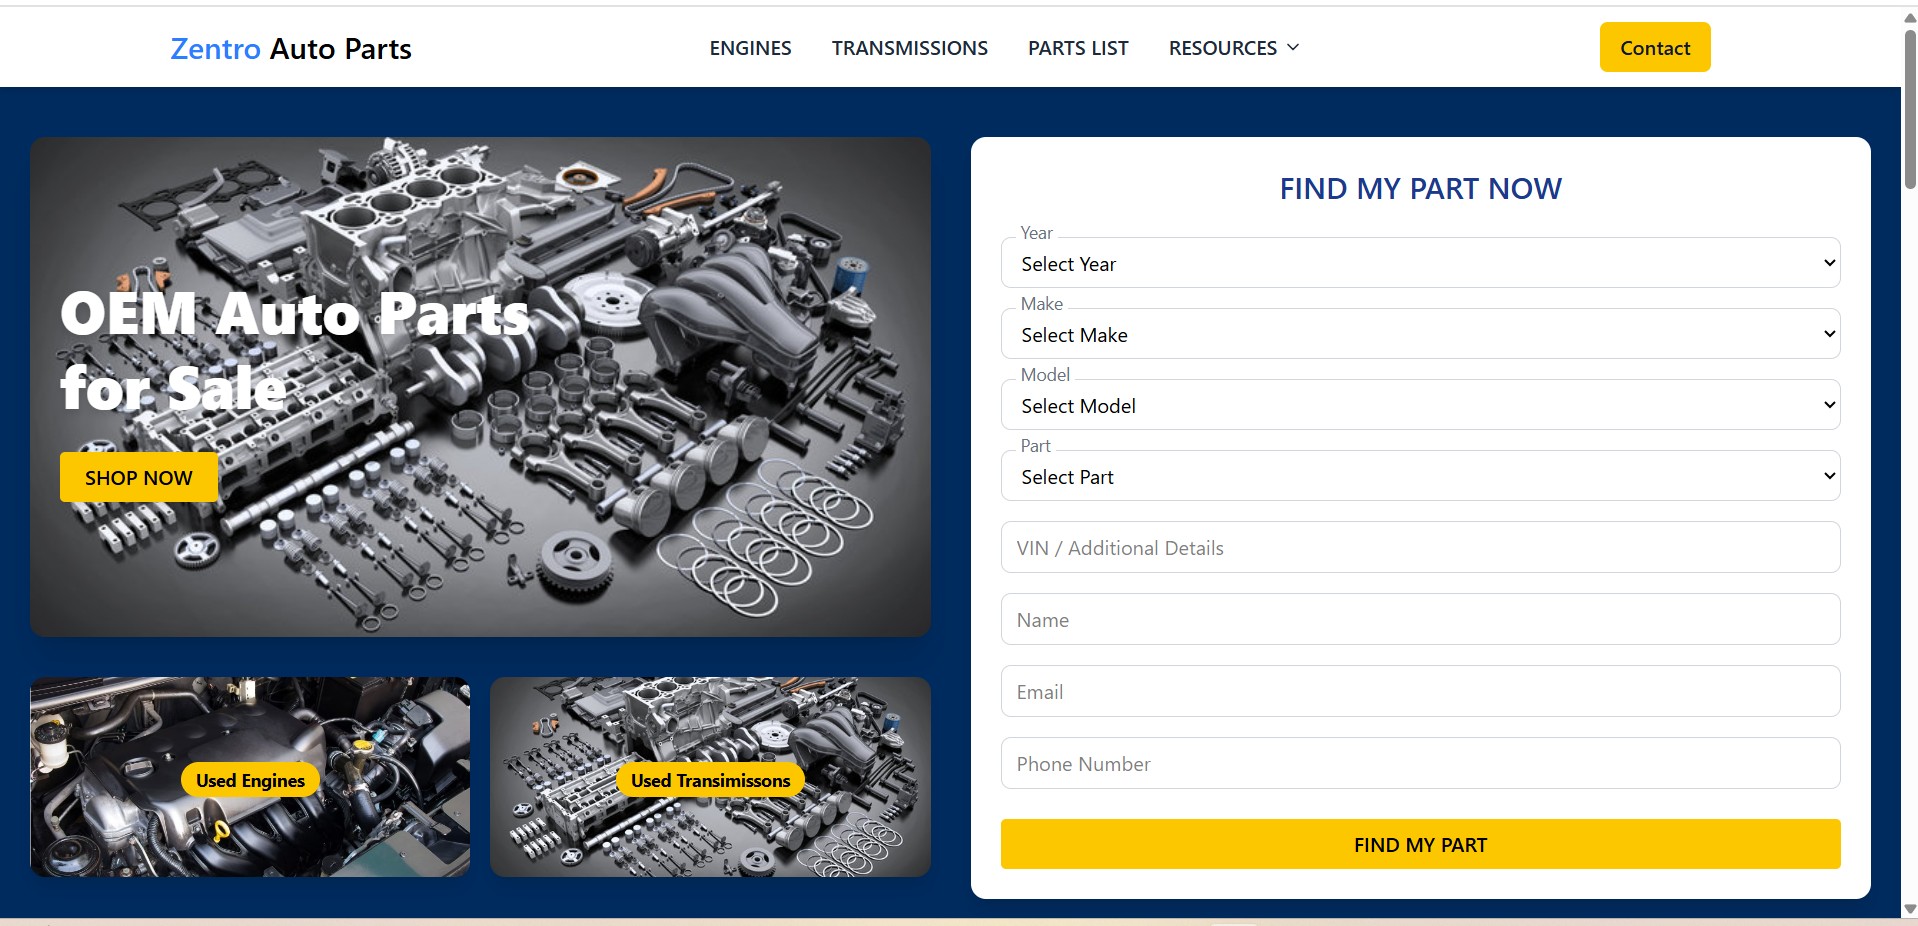 Zentro Auto Parts
ENGINES
TRANSMISSIONS
PARTS LIST
RESOURCES
Contact
OEM Auto Parts
for Sale
SHOP NOW
Used Engines
Used Transimissons
FIND MY PART NOW
Year
Select Year
Make
Select Make
Model
Select Model
Part
Select Part
VIN / Additional Details
Name
Email
Phone Number
FIND MY PART